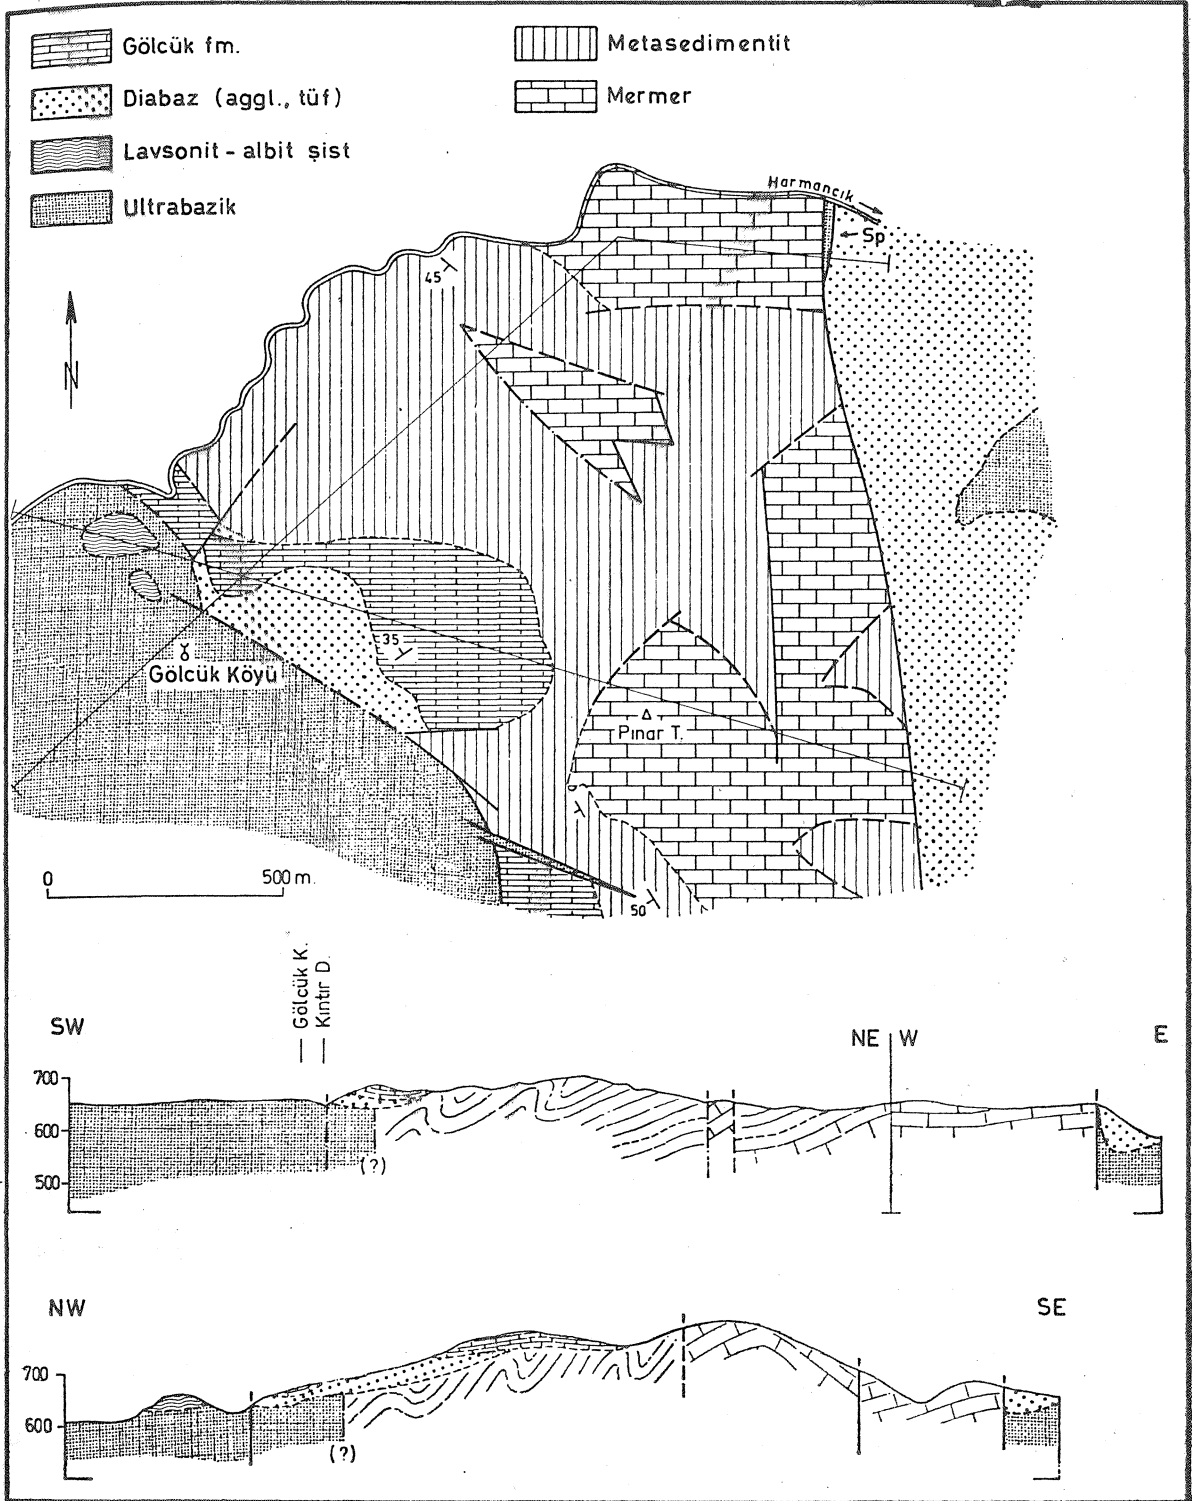 Gölcük fm.
Diabaz (aggl., tüf)
Lavsonit - albit şist
Ultrabazik
Metasedimentit
Mermer
Harmancık
Sp
45
N
35
Gölcük Köyü
Pınar T.
0 500 m.
50
Gölcük K.
Kıntır D.
SW NE W E
700
600
500
(?)
NW SE
700
600
(?)